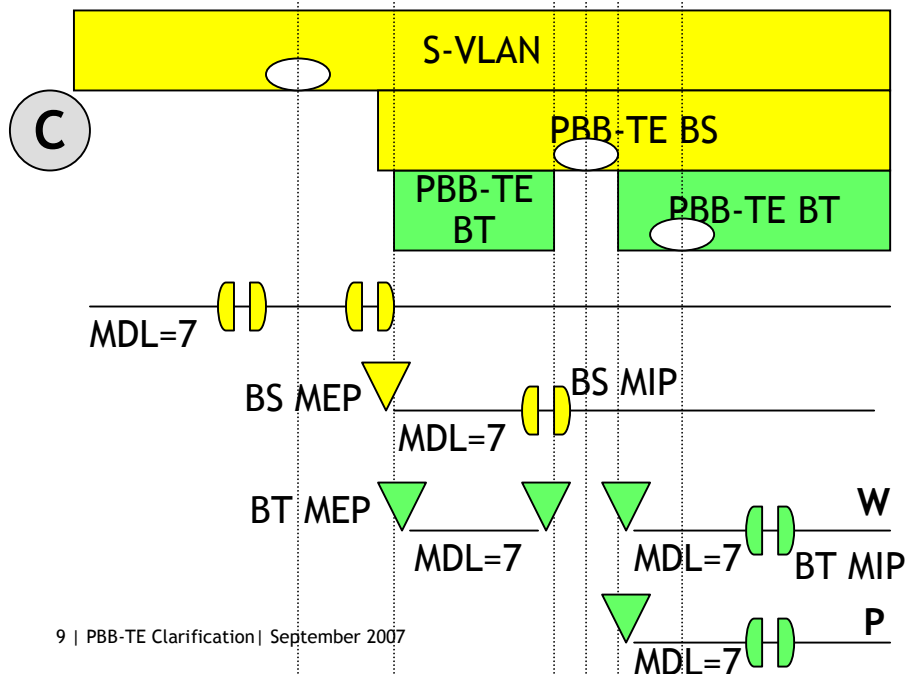 S-VLAN
C
PBB-TE BS
PBB-TE
BT
PBB-TE BT
MDL=7
BS MEP
BS MIP
MDL=7
BT MEP
W
MDL=7
MDL=7
BT MIP
P
9 | PBB-TE Clarification| September 2007
MDL=7